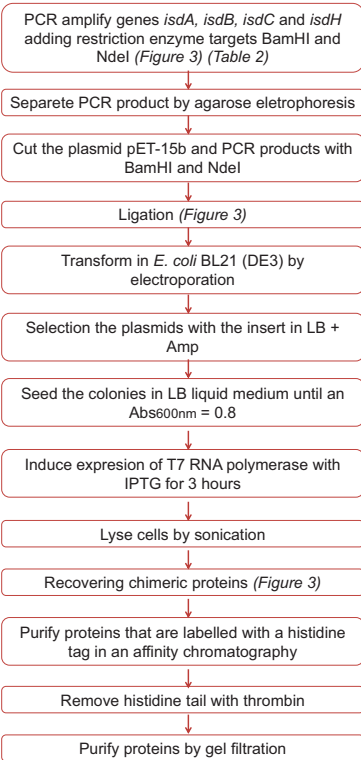 PCR amplify genes isdA, isdB, isdC and isdH
adding restriction enzyme targets BamHI and
NdeI (Figure 3) (Table 2)
Separete PCR product by agarose eletrophoresis
Cut the plasmid pET-15b and PCR products with
BamHI and NdeI
Ligation (Figure 3)
Transform in E. coli BL21 (DE3) by
electroporation
Selection the plasmids with the insert in LB +
Amp
Seed the colonies in LB liquid medium until an
Abs600nm = 0.8
Induce expresion of T7 RNA polymerase with
IPTG for 3 hours
Lyse cells by sonication
Recovering chimeric proteins (Figure 3)
Purify proteins that are labelled with a histidine
tag in an affinity chromatography
Remove histidine tail with thrombin
Purify proteins by gel filtration